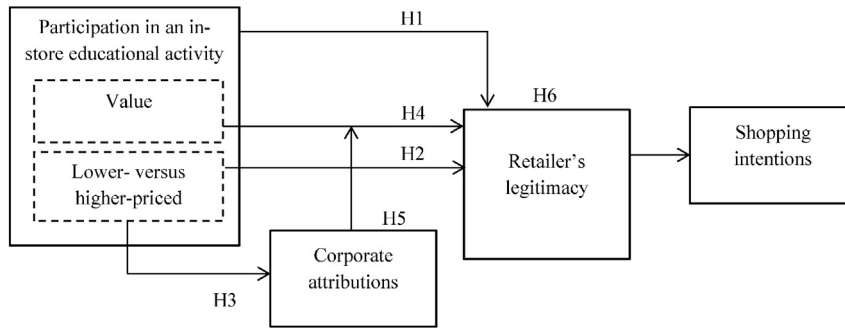 Participation in an in-
store educational activity
H1
Value
H4
H6
Lower- versus
higher-priced
H2
Retailer's
legitimacy
Shopping
intentions
H3
H5
Corporate
attributions